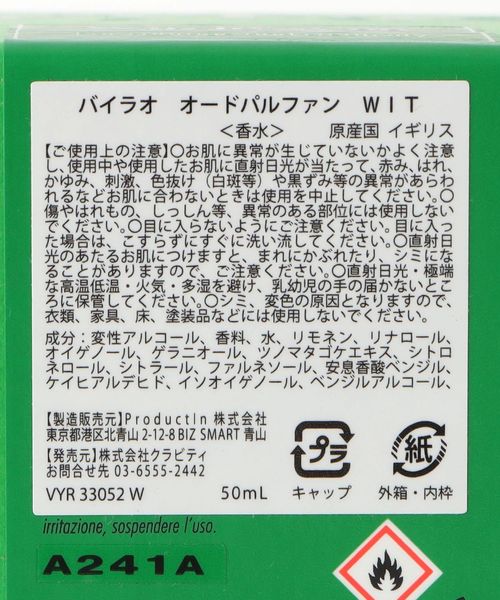 バイラオ オードパルファン WIT
＜香水＞ 原産国 イギリス
【ご使用上の注意】〇お肌に異常が生じていないかよく注意
し、使用中や使用したお肌に直射日光が当たって、赤み、はれ、
かゆみ、刺激、色抜け（白斑等）や黒ずみ等の異常があらわ
れるなどお肌に合わないときは使用を中止してください。〇
傷やはれもの、しっしん等、異常のある部位には使用しない
でください。〇目に入らないようにご注意ください。目に入っ
た場合は、こすらずにすぐに洗い流してください。〇直射日
光のあたるお肌につけますと、まれにかぶれたり、シミにな
ることがありますので、ご注意ください。〇直射日光・極端
な高温低温・火気・多湿を避け、乳幼児の手の届かないとこ
ろに保管してください。〇シミ、変色の原因となりますので、
衣類、家具、床、塗装品などには使用しないでください。
成分：変性アルコール、香料、水、リモネン、リナロール、
オイゲノール、ゲラニオール、ツノマタゴケエキス、シトロ
ネロール、シトラール、ファルネソール、安息香酸ベンジル、
ケイヒアルデヒド、イソオイゲノール、ベンジルアルコール、
【製造販売元】ProductIn 株式会社
東京都港区北青山 2-12-8 BIZ SMART 青山
【発売元】株式会社クラビティ
お問合せ先 03-6555-2442
VYR 33052 W 50mL
プラ
キャップ
紙
外箱・内枠
irritazione, sospendere l'uso.
A241A